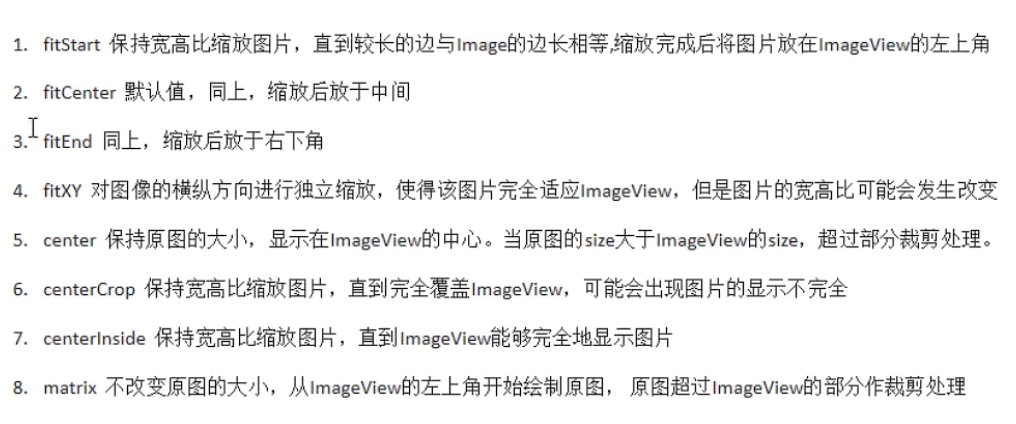 1. fitStart 保持宽高比缩放图片，直到较长的边与Image的边长相等,缩放完成后将图片放在ImageView的左上角
2. fitCenter 默认值，同上，缩放后放于中间
3. fitEnd 同上，缩放后放于右下角
4. fitXY 对图像的横纵方向进行独立缩放，使得该图片完全适应ImageView，但是图片的宽高比可能会发生改变
5. center 保持原图的大小，显示在ImageView的中心。当原图的size大于ImageView的size，超过部分裁剪处理。
6. centerCrop 保持宽高比缩放图片，直到完全覆盖ImageView，可能会出现图片的显示不完全
7. centerInside 保持宽高比缩放图片，直到ImageView能够完全地显示图片
8. matrix 不改变原图的大小，从ImageView的左上角开始绘制原图， 原图超过ImageView的部分作裁剪处理